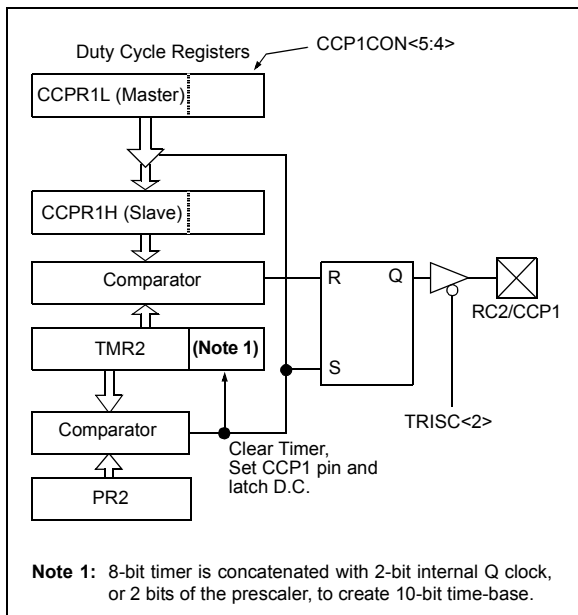 Duty Cycle Registers
CCP1CON<5:4>
CCPR1L (Master)
CCPR1H (Slave)
Comparator
R
Q
RC2/CCP1
TMR2
(Note 1)
S
TRISC<2>
Comparator
Clear Timer,
Set CCP1 pin and
latch D.C.
PR2
Note 1: 8-bit timer is concatenated with 2-bit internal Q clock,
or 2 bits of the prescaler, to create 10-bit time-base.